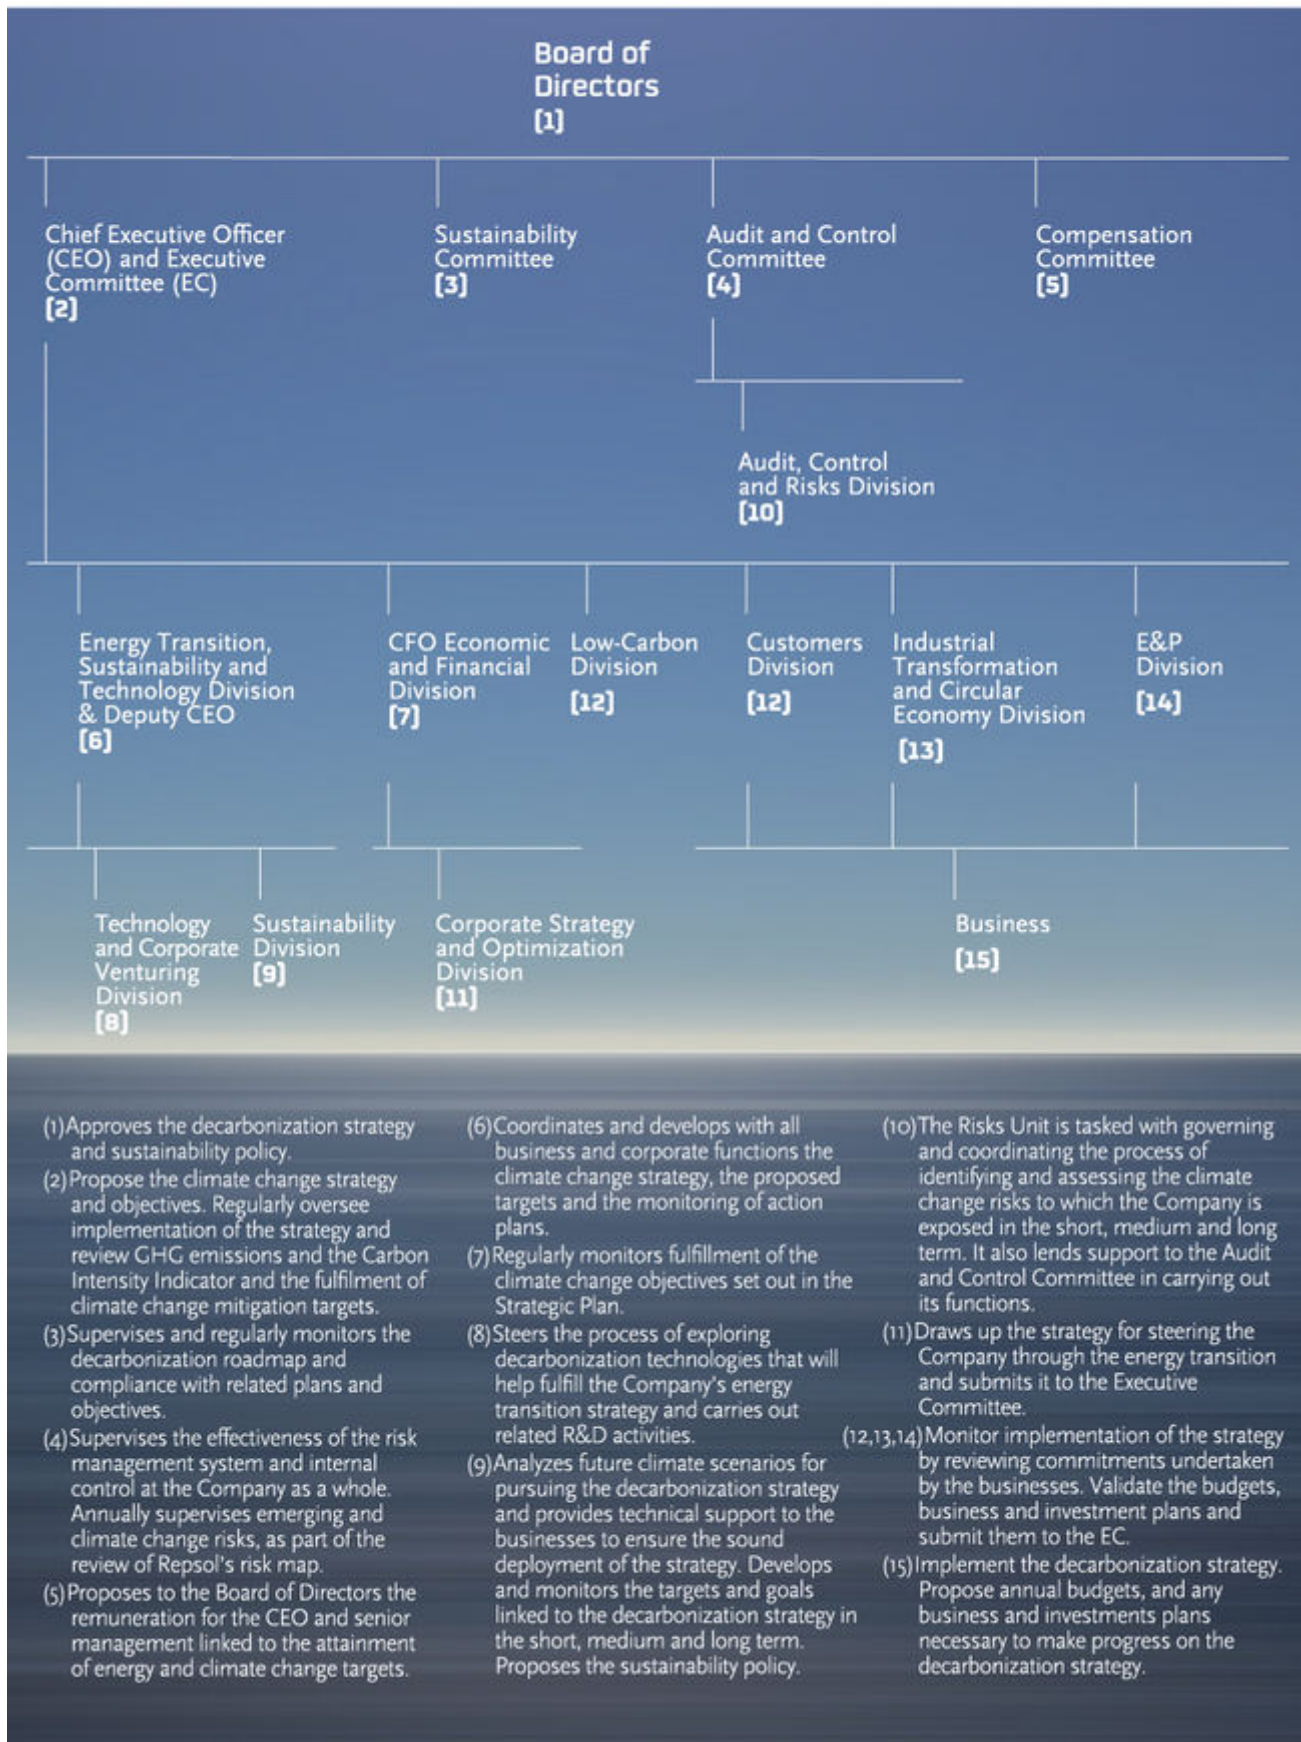 Board of
Directors
[1]
Chief Executive Officer
(CEO) and Executive
Committee (EC)
[2]
Sustainability
Committee
[3]
Audit and Control
Committee
[4]
Compensation
Committee
[5]
Audit, Control
and Risks Division
[10]
Energy Transition,
Sustainability and
Technology Division
& Deputy CEO
[6]
CFO Economic
and Financial
Division
[7]
Low-Carbon
Division
[12]
Customers
Division
[12]
Industrial
Transformation
and Circular
Economy Division
[13]
E&P
Division
[14]
Technology
and Corporate
Venturing
Division
[8]
Sustainability
Division
[9]
Corporate Strategy
and Optimization
Division
[11]
Business
[15]
(1)Approves the decarbonization strategy
and sustainability policy.
(2)Propose the climate change strategy
and objectives. Regularly oversee
implementation of the strategy and
review GHG emissions and the Carbon
Intensity Indicator and the fulfilment of
climate change mitigation targets.
(3)Supervises and regularly monitors the
decarbonization roadmap and
compliance with related plans and
objectives.
(4)Supervises the effectiveness of the risk
management system and internal
control at the Company as a whole.
Annually supervises emerging and
climate change risks, as part of the
review of Repsol's risk map.
(5)Proposes to the Board of Directors the
remuneration for the CEO and senior
management linked to the attainment
of energy and climate change targets.
(6)Coordinates and develops with all
business and corporate functions the
climate change strategy, the proposed
targets and the monitoring of action
plans.
(7)Regularly monitors fulfillment of the
climate change objectives set out in the
Strategic Plan.
(8)Steers the process of exploring
decarbonization technologies that will
help fulfill the Company's energy
transition strategy and carries out
related R&D activities.
(9)Analyzes future climate scenarios for
pursuing the decarbonization strategy
and provides technical support to the
businesses to ensure the sound
deployment of the strategy. Develops
and monitors the targets and goals
linked to the decarbonization strategy in
the short, medium and long term.
Proposes the sustainability policy.
(10)The Risks Unit is tasked with governing
and coordinating the process of
identifying and assessing the climate
change risks to which the Company is
exposed in the short, medium and long
term. It also lends support to the Audit
and Control Committee in carrying out
its functions.
(11)Draws up the strategy for steering the
Company through the energy transition
and submits it to the Executive
Committee.
(12,13,14)Monitor implementation of the strategy
by reviewing commitments undertaken
by the businesses. Validate the budgets,
business and investment plans and
submit them to the EC.
(15)Implement the decarbonization strategy.
Propose annual budgets, and any
business and investments plans
necessary to make progress on the
decarbonization strategy.